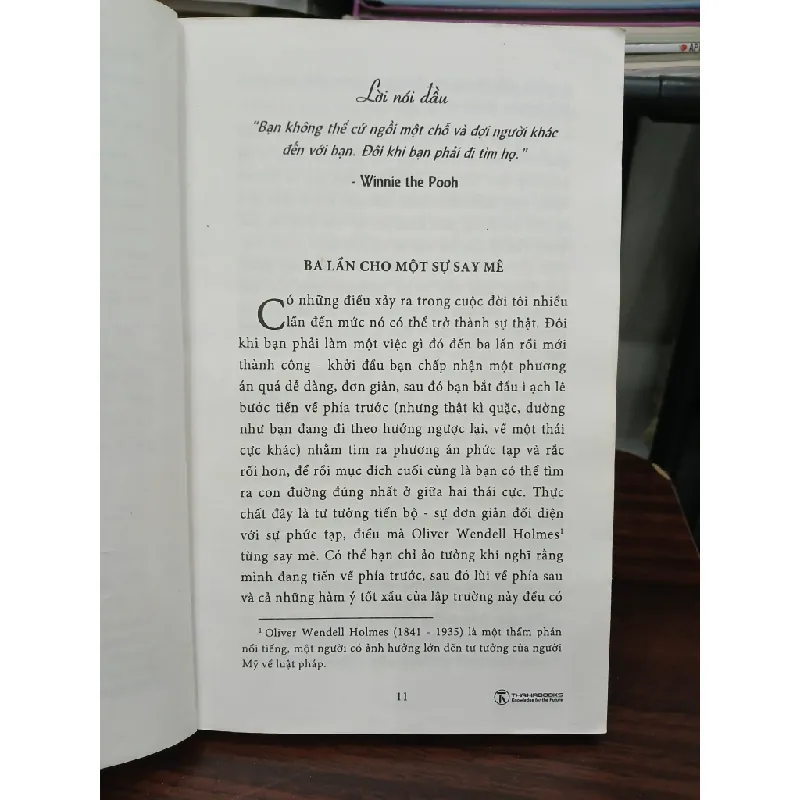 Lời nói đầu
"Bạn không thể cứ ngồi một chỗ và đợi người khác
đến với bạn. Đôi khi bạn phải đi tìm họ."
- Winnie the Pooh
BA LẦN CHO MỘT SỰ SAY MÊ
Có những điều xảy ra trong cuộc đời tôi nhiều
lần đến mức nó có thể trở thành sự thật. Đôi
khi bạn phải làm một việc gì đó đến ba lần rồi mới
thành công - khởi đầu bạn chấp nhận một phương
án quá dễ dàng, đơn giản, sau đó bạn bắt đầu ì ạch lê
bước tiến về phía trước (nhưng thật kì quặc, dường
như bạn đang đi theo hướng ngược lại, về một thái
cực khác) nhằm tìm ra phương án phức tạp và rắc
rối hơn, để rồi mục đích cuối cùng là bạn có thể tìm
ra con đường đúng nhất ở giữa hai thái cực. Thực
chất đây là tư tưởng tiến bộ - sự đơn giản đối diện
với sự phức tạp, điều mà Oliver Wendell Holmes¹
từng say mê. Có thể bạn chỉ ảo tưởng khi nghĩ rằng
mình đang tiến về phía trước, sau đó lùi về phía sau
và cả những hàm ý tốt xấu của lập trường này đều có
¹ Oliver Wendell Holmes (1841 - 1935) là một thẩm phán
nổi tiếng, một người có ảnh hưởng lớn đến tư tưởng của người
Mỹ về luật pháp.
11
THAIHABOOKS
Knowledge for the Future